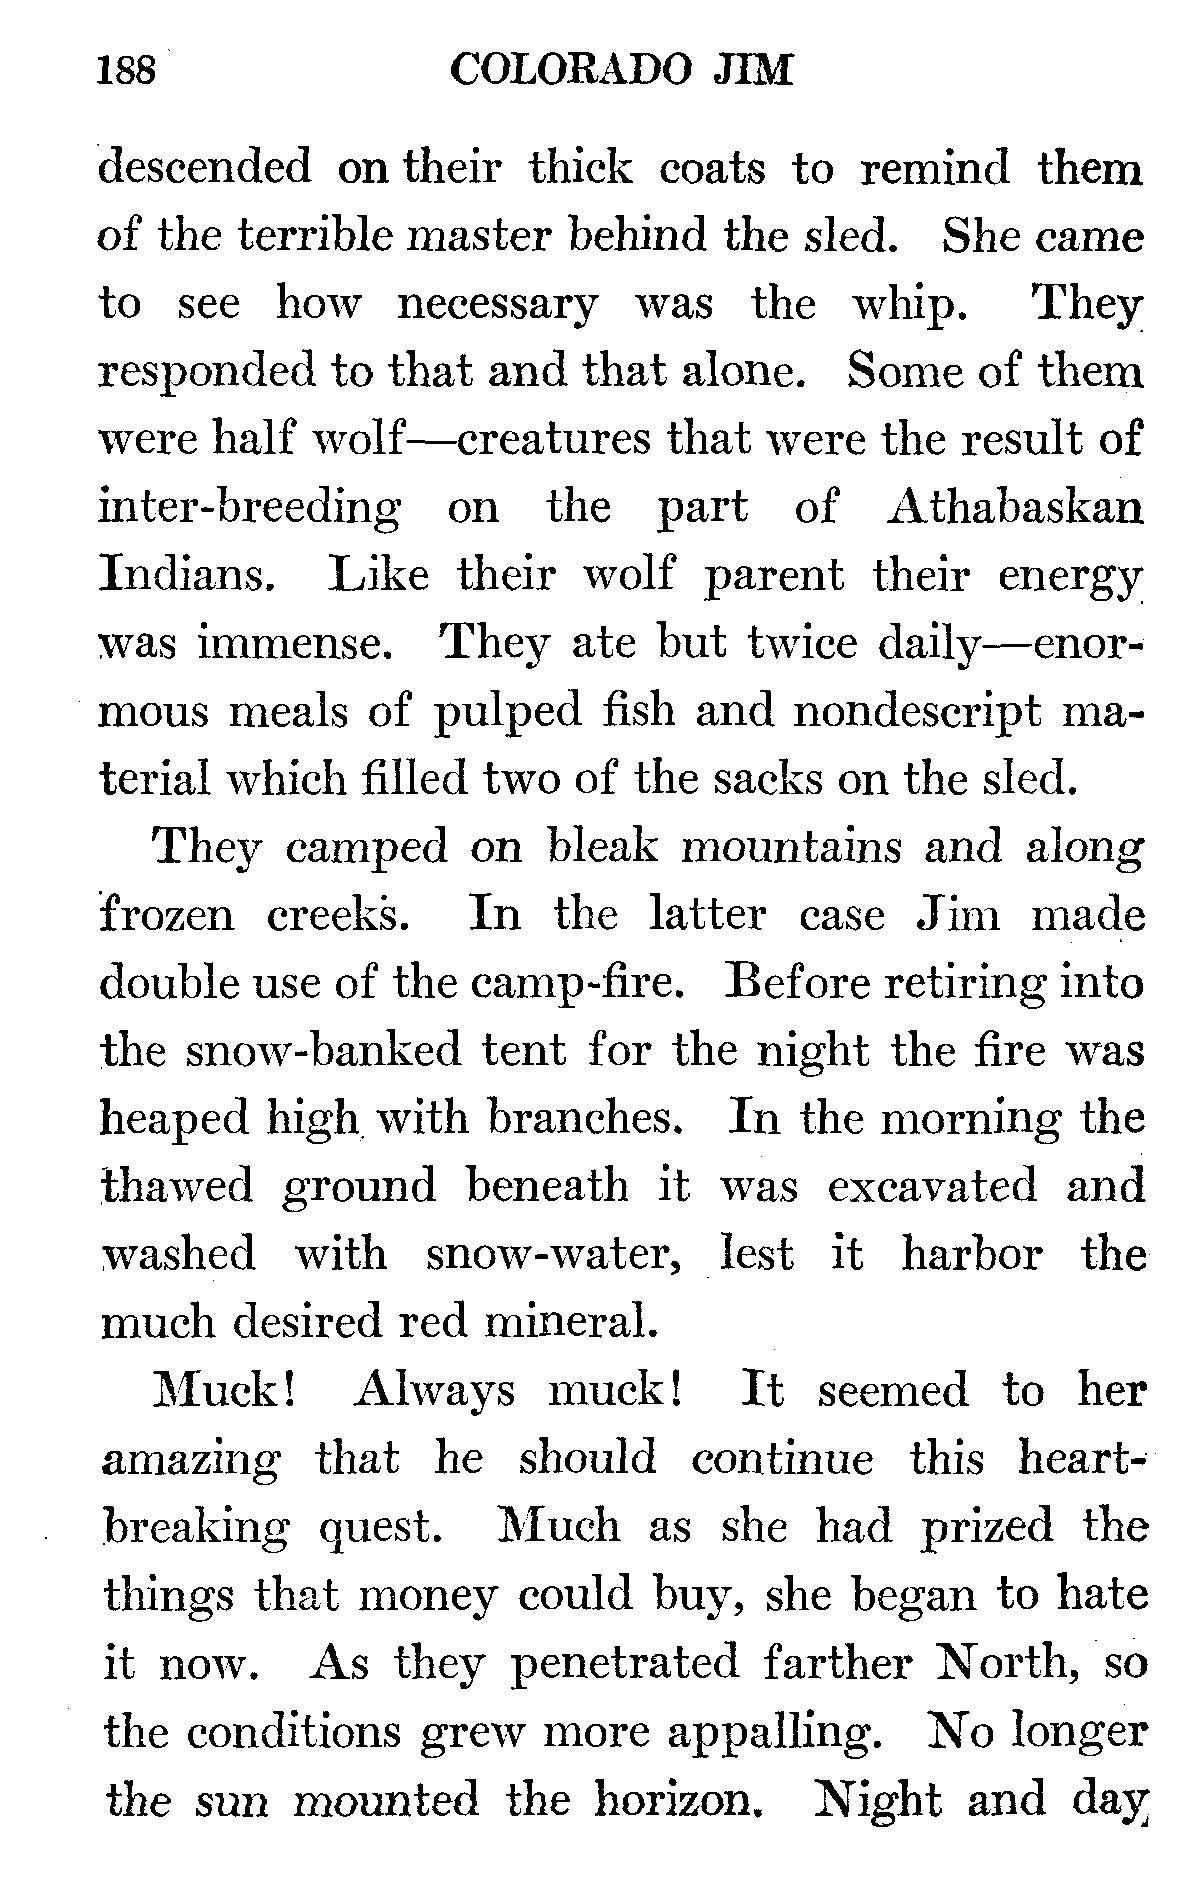 188 COLORADO JIM
descended on their thick coats to remind them
of the terrible master behind the sled. She came
to see how necessary was the whip. They
responded to that and that alone. Some of them
were half wolf—creatures that were the result of
inter-breeding on the part of Athabaskan
Indians. Like their wolf parent their energy
was immense. They ate but twice daily—enor-
mous meals of pulped fish and nondescript ma-
terial which filled two of the sacks on the sled.
They camped on bleak mountains and along
frozen creeks. In the latter case Jim made
double use of the camp-fire. Before retiring into
the snow-banked tent for the night the fire was
heaped high with branches. In the morning the
thawed ground beneath it was excavated and
washed with snow-water, lest it harbor the
much desired red mineral.
Muck! Always muck! It seemed to her
amazing that he should continue this heart-
breaking quest. Much as she had prized the
things that money could buy, she began to hate
it now. As they penetrated farther North, so
the conditions grew more appalling. No longer
the sun mounted the horizon. Night and day